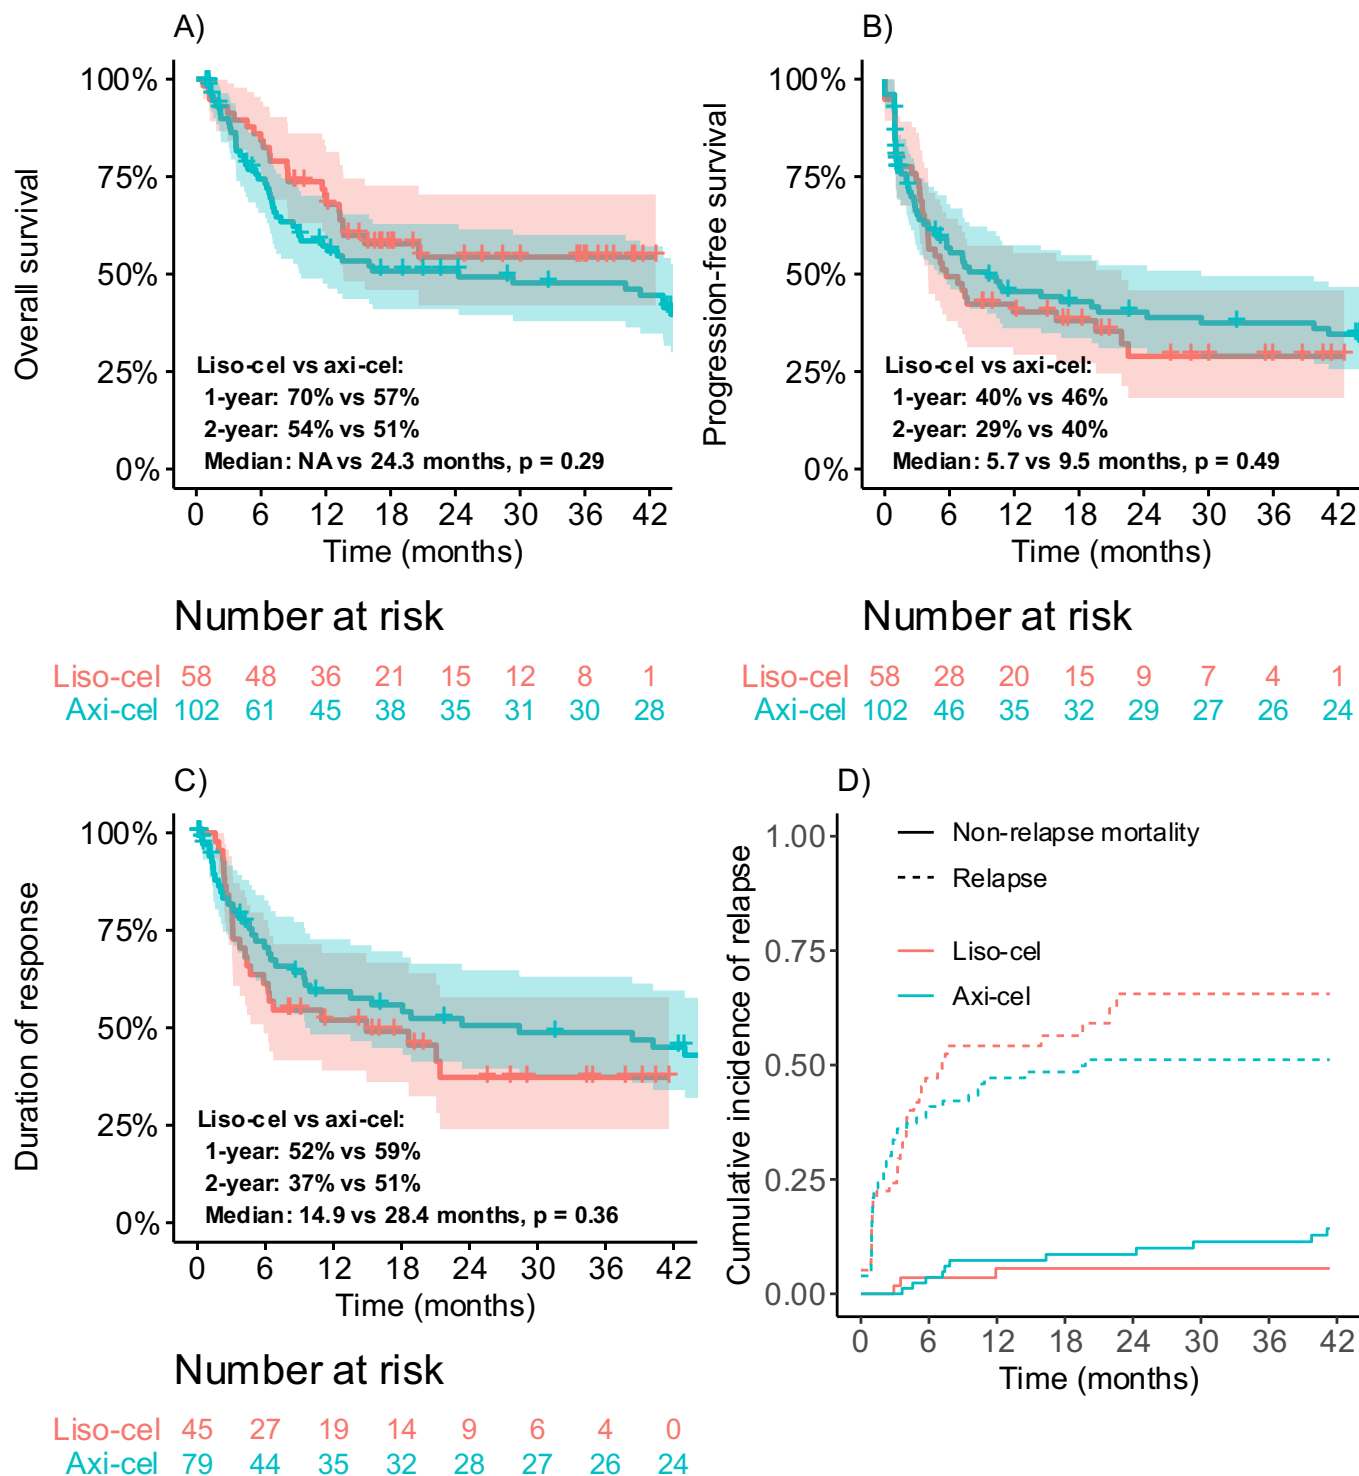 A)
Overall survival
100%
75%
50%
25%
0%
Liso-cel vs axi-cel:
1-year: 70% vs 57%
2-year: 54% vs 51%
Median: NA vs 24.3 months, p = 0.29
0 6 12 18 24 30 36 42
Time (months)
Number at risk
Liso-cel 58 48 36 21 15 12 8 1
Axi-cel 102 61 45 38 35 31 30 28
B)
Progression-free survival
100%
75%
50%
25%
0%
Liso-cel vs axi-cel:
1-year: 40% vs 46%
2-year: 29% vs 40%
Median: 5.7 vs 9.5 months, p = 0.49
0 6 12 18 24 30 36 42
Time (months)
Number at risk
Liso-cel 58 28 20 15 9 7 4 1
Axi-cel 102 46 35 32 29 27 26 24
C)
Duration of response
100%
75%
50%
25%
0%
Liso-cel vs axi-cel:
1-year: 52% vs 59%
2-year: 37% vs 51%
Median: 14.9 vs 28.4 months, p = 0.36
0 6 12 18 24 30 36 42
Time (months)
Number at risk
Liso-cel 45 27 19 14 9 6 4 0
Axi-cel 79 44 35 32 28 27 26 24
D)
Cumulative incidence of relapse
1.00
0.75
0.50
0.25
0.00
Non-relapse mortality
Relapse
Liso-cel
Axi-cel
0 6 12 18 24 30 36 42
Time (months)